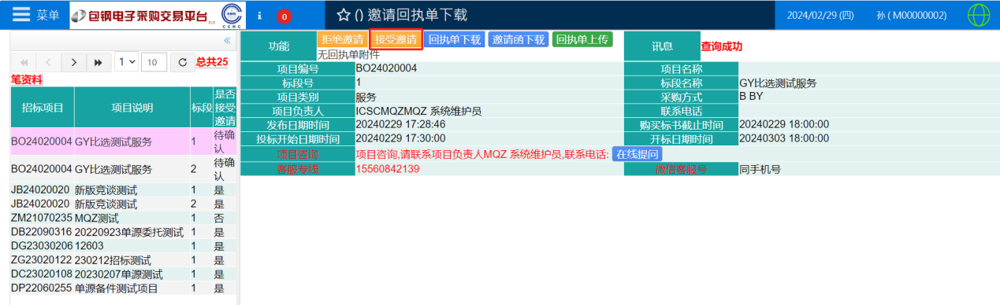 菜单 包钢电子采购交易平台 V1.0 CEBS CCRC i 0 ☆ () 邀请回执单下载 2024/02/29 (四) 孙 ( M00000002)
«
1 10 总共25
笔资料
招标项目 项目说明 标段 是否接受邀请
BO24020004 GY比选测试服务 1 待确认
BO24020004 GY比选测试服务 2 待确认
JB24020020 新版竞谈测试 1 是
JB24020020 新版竞谈测试 2 是
ZM21070235 MQZ测试 1 否
DB22090316 20220923单源委托测试 1 是
DG23030206 12603 1 是
ZG23020122 230212招标测试 1 是
DC23020108 20230207单源测试 1 是
DP22060255 单源备件测试项目 1 是
功能 拒绝邀请 接受邀请 回执单下载 邀请函下载 回执单上传 讯息 查询成功
无回执单附件
项目编号 BO24020004 项目名称
标段号 1 标段名称 GY比选测试服务
项目类别 服务 采购方式 B BY
项目负责人 ICSCMQZMQZ 系统维护员 联系电话
发布日期时间 20240229 17:28:46 购买标书截止时间 20240229 18:00:00
投标开始日期时间 20240229 17:30:00 开标日期时间 20240303 18:00:00
项目咨询 项目咨询,请联系项目负责人MQZ 系统维护员,联系电话: 在线提问
客服专线 15560842139 微信客服号 同手机号